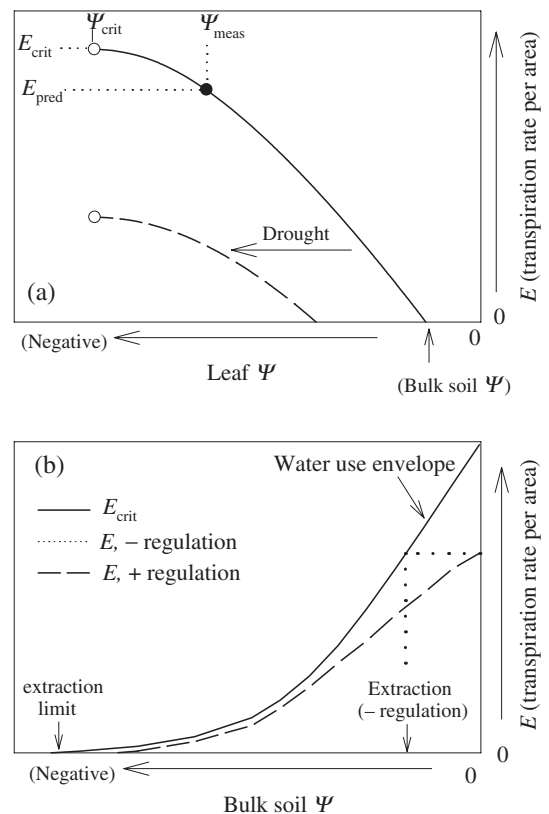 Ψcrit
Ψmeas
Ecrit
Epred
Drought
(a)
0
E (transpiration rate per area)
(Negative)
0
Leaf Ψ
(Bulk soil Ψ)
(b)
Water use envelope
Ecrit
E, – regulation
E, + regulation
extraction
limit
Extraction
(– regulation)
E (transpiration rate per area)
0
(Negative)
0
Bulk soil Ψ